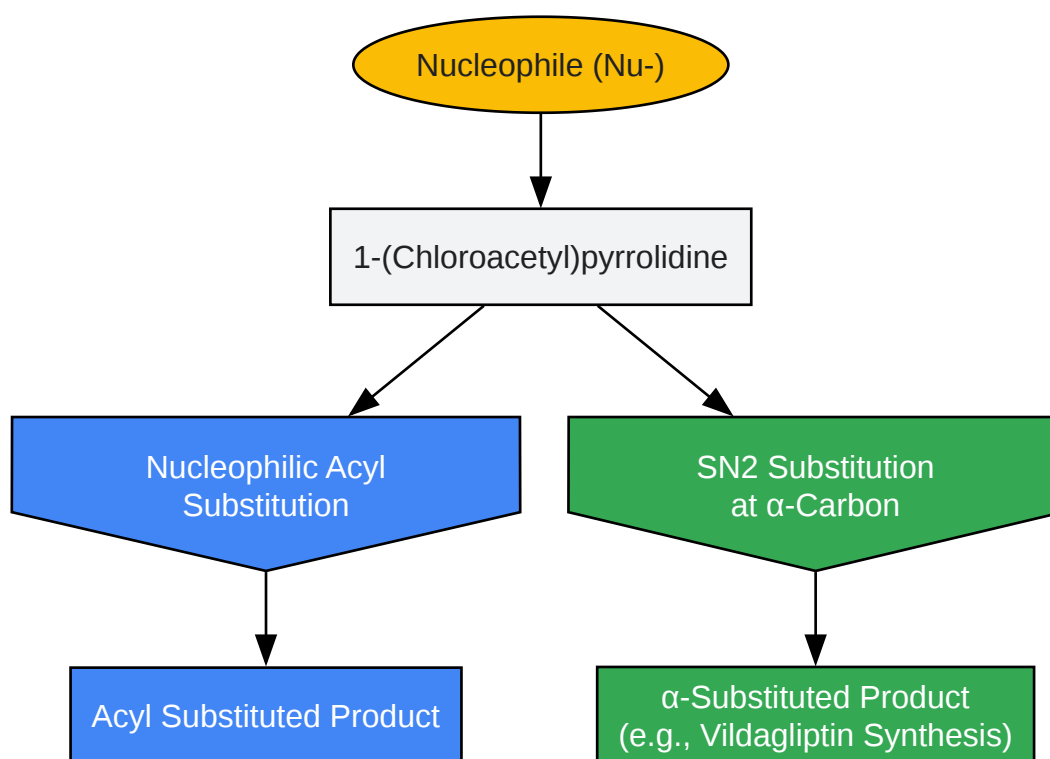 Nucleophile (Nu-)
1-(Chloroacetyl)pyrrolidine
Nucleophilic Acyl
Substitution
SN2 Substitution
at α-Carbon
Acyl Substituted Product
α-Substituted Product
(e.g., Vildagliptin Synthesis)